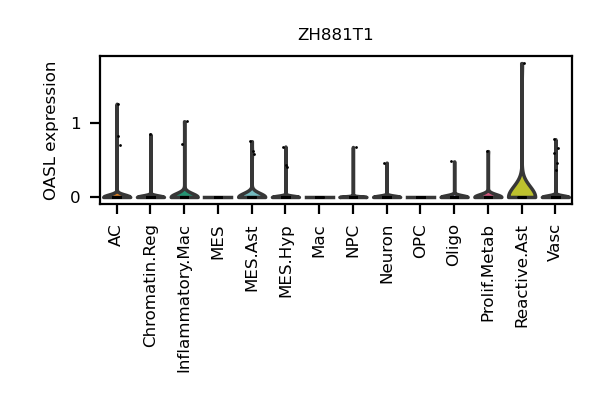 ZH881T1
OASL expression
1
0
AC
Chromatin.Reg
Inflammatory.Mac
MES
MES.Ast
MES.Hyp
Mac
NPC
Neuron
OPC
Oligo
Prolif.Metab
Reactive.Ast
Vasc